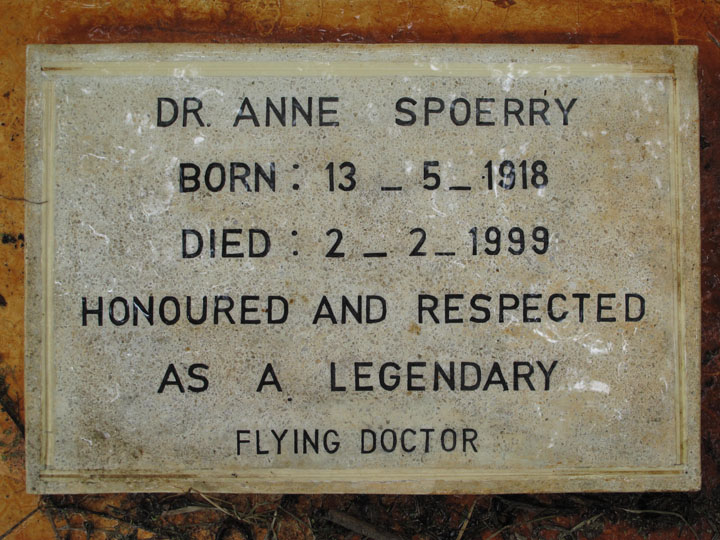 DR. ANNE SPOERRY
BORN : 13 _ 5 _ 1918
DIED : 2 _ 2 _ 1999
HONOURED AND RESPECTED
AS A LEGENDARY
FLYING DOCTOR